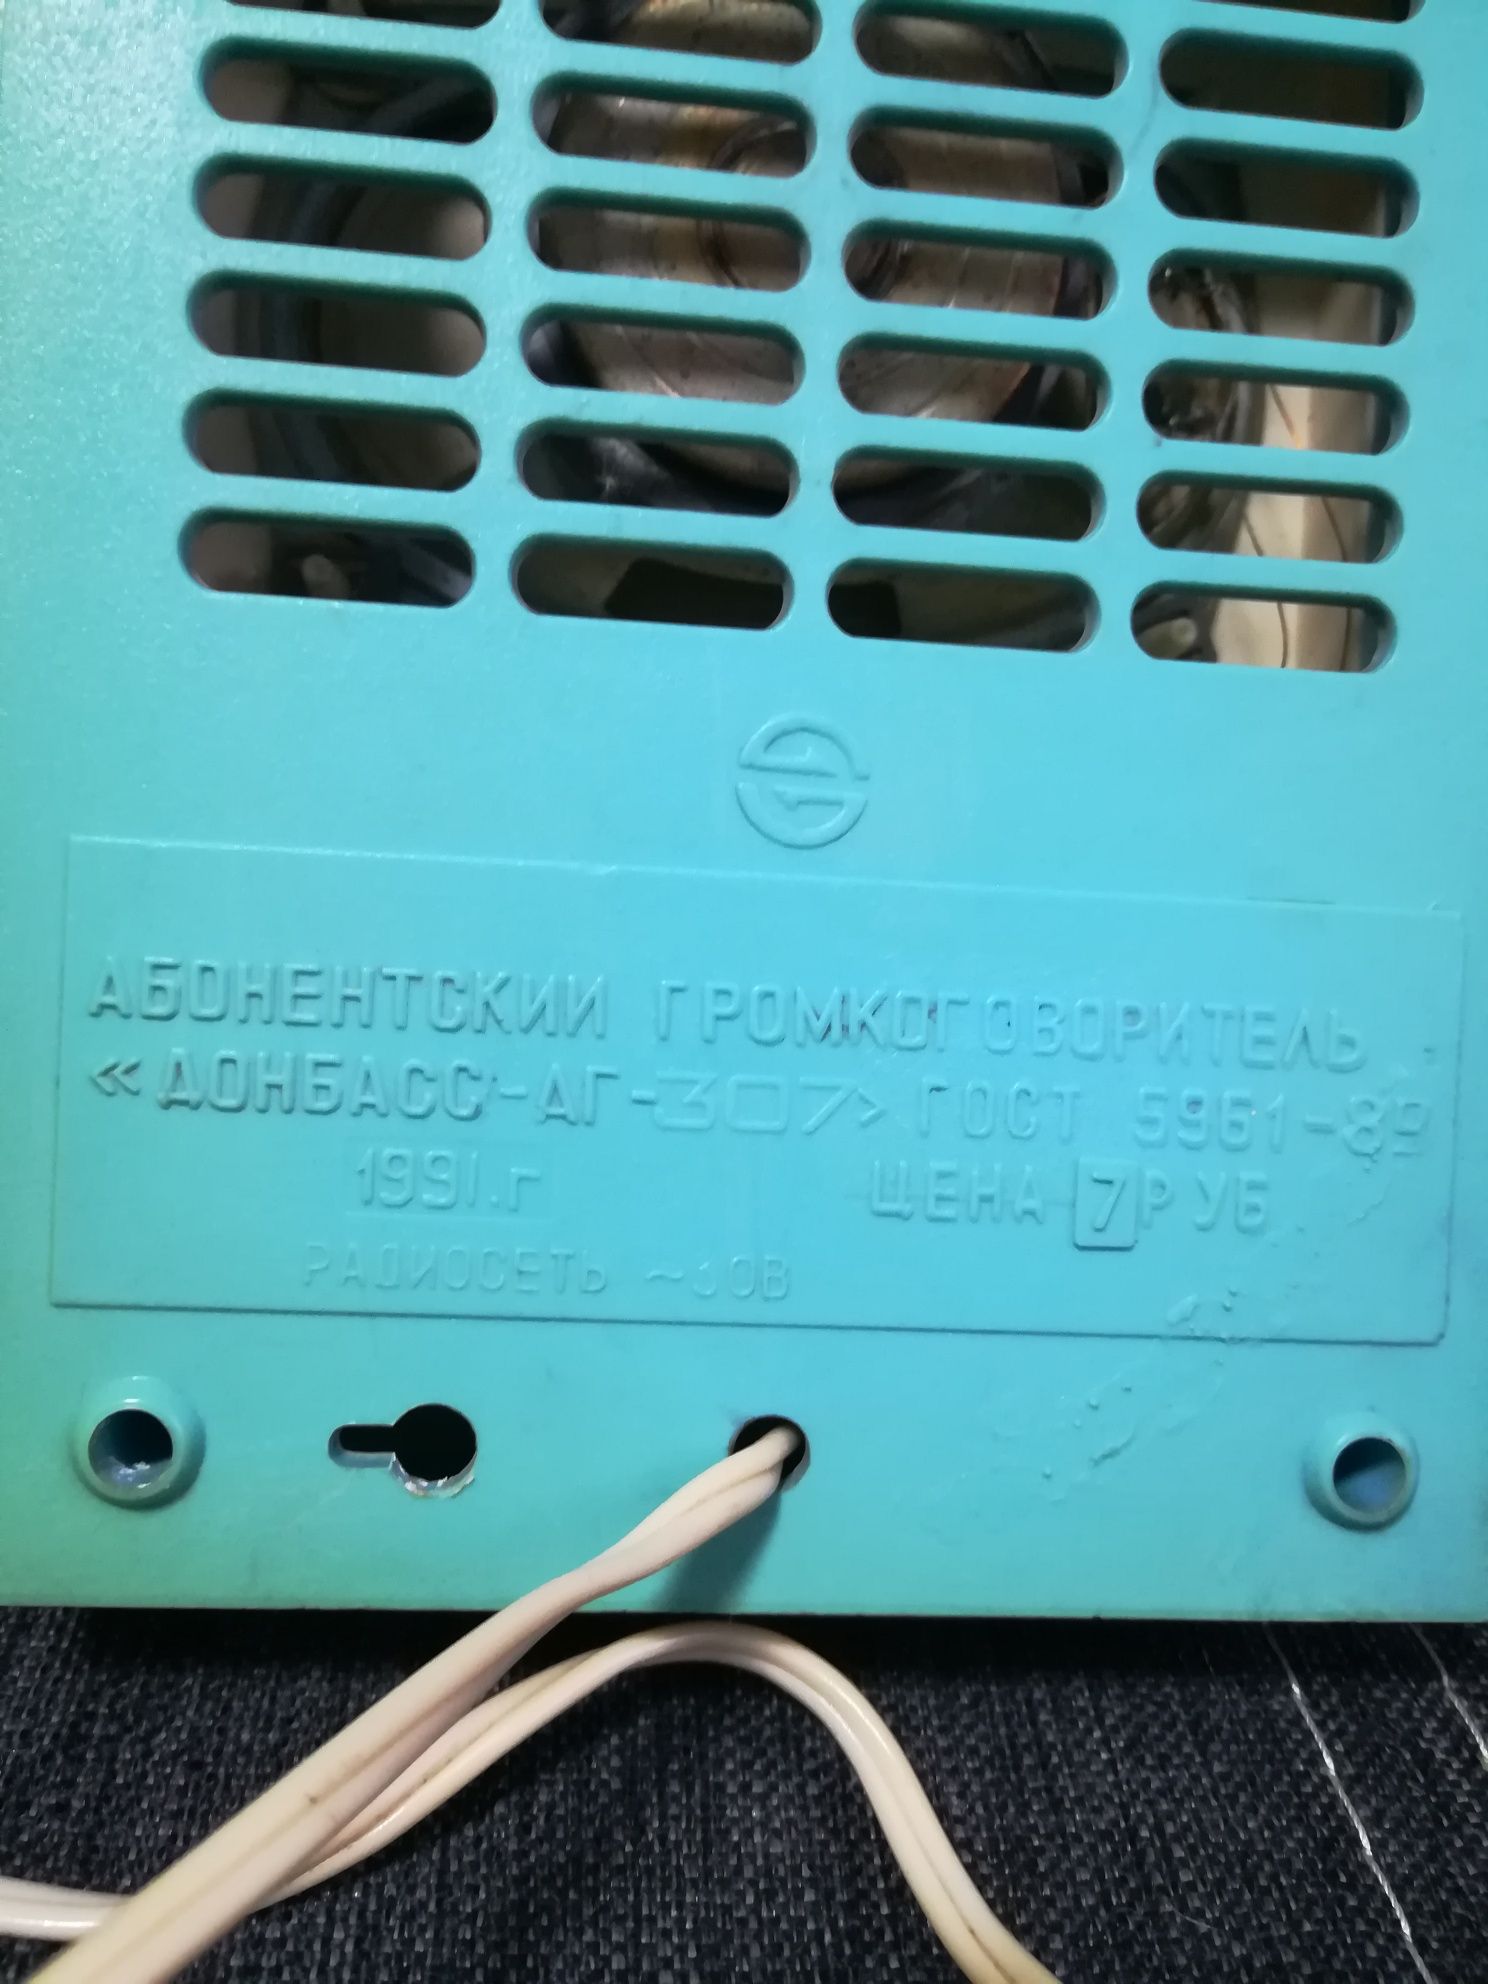 АБОНЕНТСКИЙ ГРОМКОГОВОРИТЕЛЬ
«ДОНБАСС-АГ-307» ГОСТ 5961-89
1991.г ЦЕНА 7 РУБ
РАДИОСЕТЬ ~30В